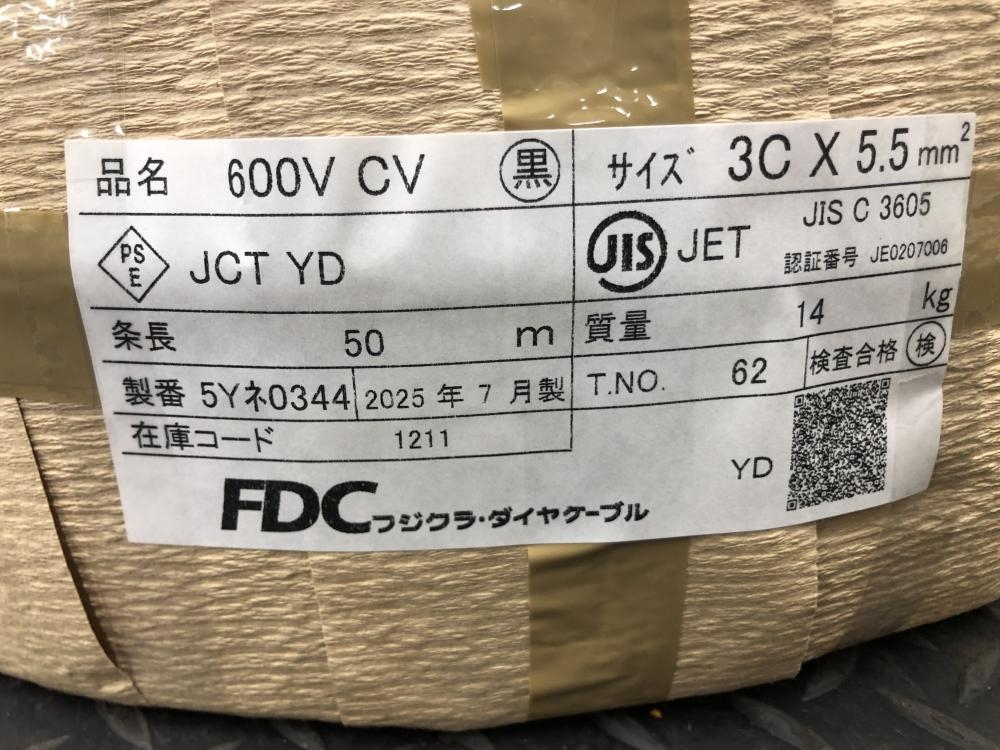 品名 600V CV 黒 サイズ 3C X 5.5 mm²
PS E JCT YD JIS JET JIS C 3605
認証番号 JE0207006
条長 50 m 質量 14 kg
製番 5Yネ0344 2025 年 7 月製 T.NO. 62 検査合格 検
在庫コード 1211
YD
FDC フジクラ・ダイヤケーブル